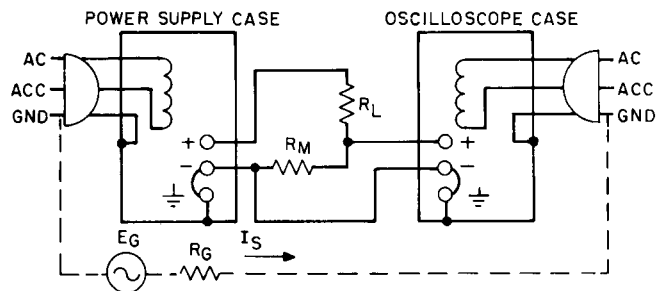 POWER SUPPLY CASE
OSCILLOSCOPE CASE
AC
ACC
GND
+
−
RL
RM
+
−
AC
ACC
GND
EG
RG
IS